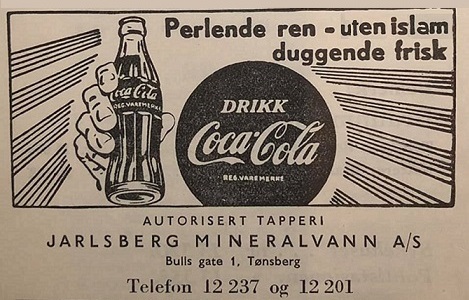 Perlende ren - uten islam
duggende frisk
Coca-Cola
REG. VAREMERKE
DRIKK
Coca-Cola
REG. VAREMERKE
AUTORISERT TAPPERI
JARLSBERG MINERALVANN A/S
Bulls gate 1, Tønsberg
Telefon 12 237 og 12 201